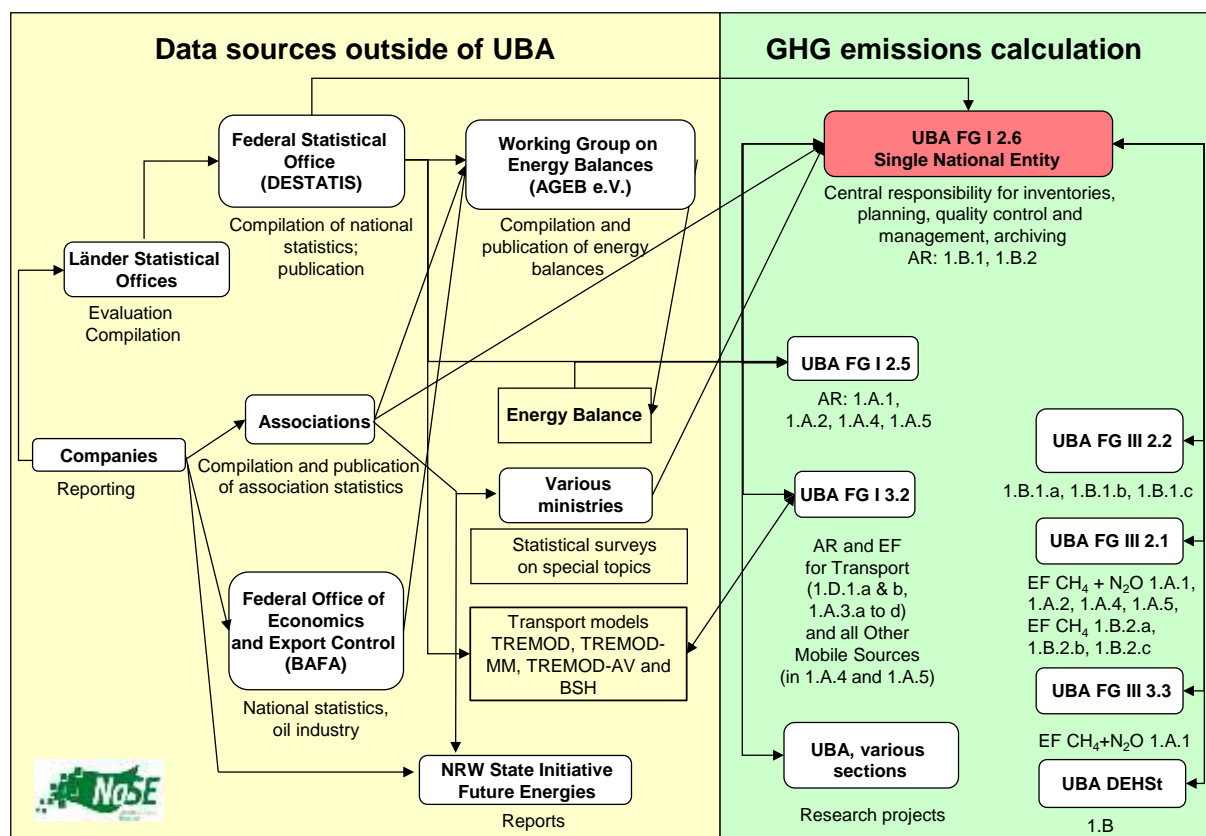 Data sources outside of UBA
GHG emissions calculation
Federal Statistical
Office
(DESTATIS)
Compilation of national
statistics;
publication
Working Group on
Energy Balances
(AGEB e.V.)
Compilation and
publication of energy
balances
UBA FG I 2.6
Single National Entity
Central responsibility for inventories,
planning, quality control and
management, archiving
AR: 1.B.1, 1.B.2
Länder Statistical
Offices
Evaluation
Compilation
UBA FG I 2.5
AR: 1.A.1,
1.A.2, 1.A.4, 1.A.5
Energy Balance
Associations
Compilation and publication
of association statistics
Companies
Reporting
Various
ministries
Statistical surveys
on special topics
UBA FG I 3.2
AR and EF
for Transport
(1.D.1.a & b,
1.A.3.a to d)
and all Other
Mobile Sources
(in 1.A.4 and 1.A.5)
UBA FG III 2.2
1.B.1.a, 1.B.1.b, 1.B.1.c
UBA FG III 2.1
EF CH4 + N2O 1.A.1,
1.A.2, 1.A.4, 1.A.5,
EF CH4 1.B.2.a,
1.B.2.b, 1.B.2.c
Federal Office of
Economics
and Export Control
(BAFA)
National statistics,
oil industry
Transport models
TREMOD, TREMOD-
MM, TREMOD-AV and
BSH
UBA FG III 3.3
EF CH4+N2O 1.A.1
UBA, various
sections
Research projects
UBA DEHSt
1.B
NRW State Initiative
Future Energies
Reports
NaSE